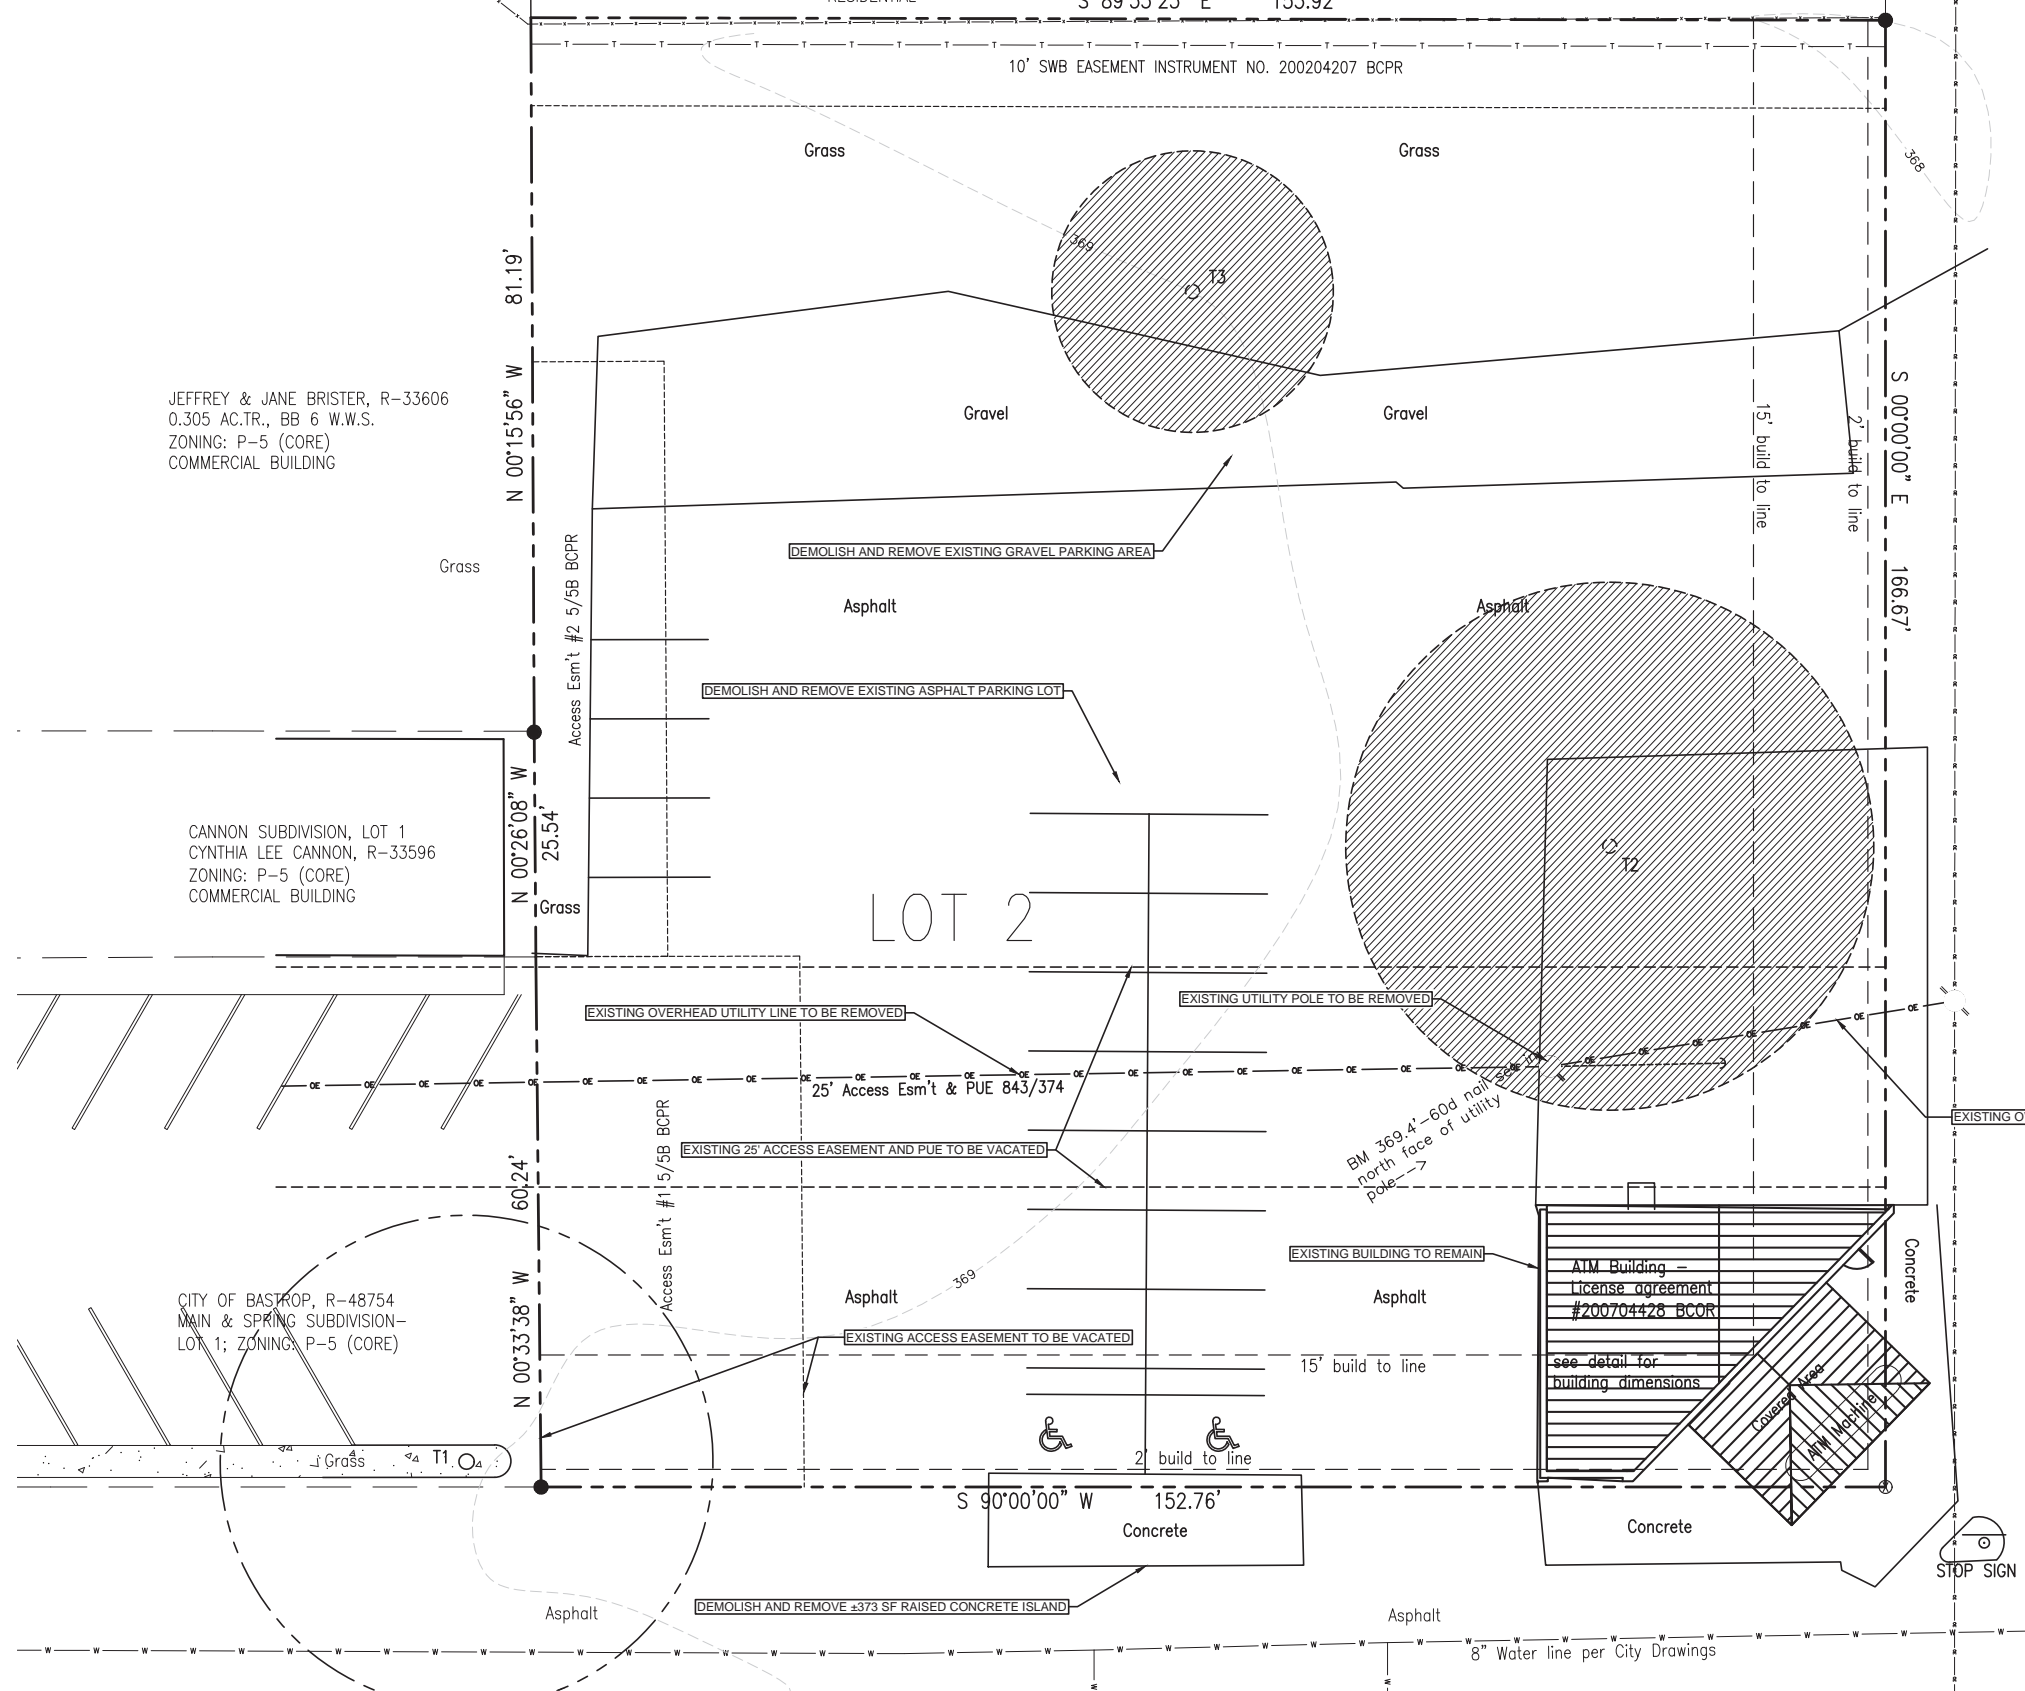 S 89°55'25" E 153.92'
10' SWB EASEMENT INSTRUMENT NO. 200204207 BCPR
Grass
Grass
368
369
T3
81.19'
N 00°15'56" W
JEFFREY & JANE BRISTER, R-33606
0.305 AC.TR., BB 6 W.W.S.
ZONING: P-5 (CORE)
COMMERCIAL BUILDING
Gravel
Gravel
15' build to line
2' build to line
S 00°00'00" E 166.67'
Grass
Access Esm't #2 5/5B BCPR
DEMOLISH AND REMOVE EXISTING GRAVEL PARKING AREA
Asphalt
Asphalt
DEMOLISH AND REMOVE EXISTING ASPHALT PARKING LOT
CANNON SUBDIVISION, LOT 1
CYNTHIA LEE CANNON, R-33596
ZONING: P-5 (CORE)
COMMERCIAL BUILDING
N 00°26'08" W
25.54'
Grass
LOT 2
T2
EXISTING OVERHEAD UTILITY LINE TO BE REMOVED
EXISTING UTILITY POLE TO BE REMOVED
25' Access Esm't & PUE 843/374
EXISTING 25' ACCESS EASEMENT AND PUE TO BE VACATED
BM 369.4'-60d nail set in
north face of utility
pole-->
60.24'
N 00°33'38" W
Access Esm't #1 5/5B BCPR
EXISTING BUILDING TO REMAIN
ATM Building -
License agreement
#200704428 BCOR
see detail for
building dimensions
Concrete
Covered Area
ATM Machine
CITY OF BASTROP, R-48754
MAIN & SPRING SUBDIVISION-
LOT 1; ZONING: P-5 (CORE)
369
Asphalt
Asphalt
EXISTING ACCESS EASEMENT TO BE VACATED
15' build to line
Grass
T1
2' build to line
S 90°00'00" W 152.76'
Concrete
Concrete
STOP SIGN
DEMOLISH AND REMOVE ±373 SF RAISED CONCRETE ISLAND
Asphalt
Asphalt
8" Water line per City Drawings